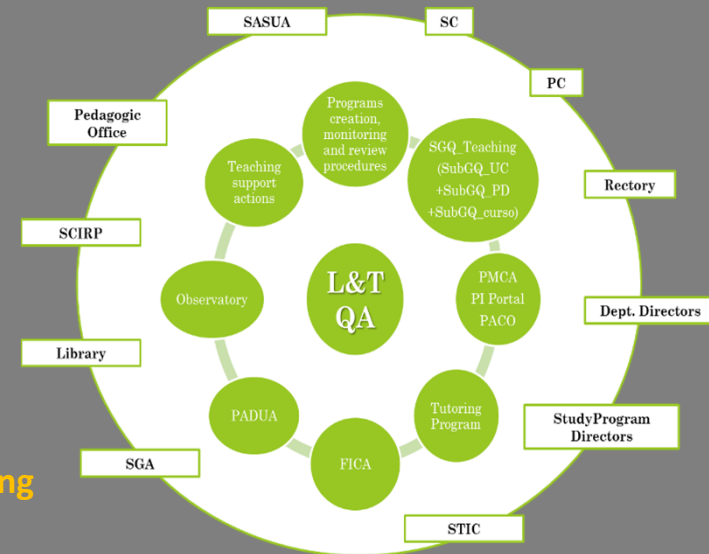 SASUA
SC
PC
Pedagogic
Office
Programs
creation,
monitoring
and review
procedures
SGQ_Teaching
(SubGQ_UC
+SubGQ_PD
+SubGQ_curso)
Teaching
support
actions
Rectory
SCIRP
L&T
QA
Observatory
PMCA
PI Portal
PACO
Dept. Directors
Library
PADUA
Tutoring
Program
StudyProgram
Directors
FICA
SGA
STIC